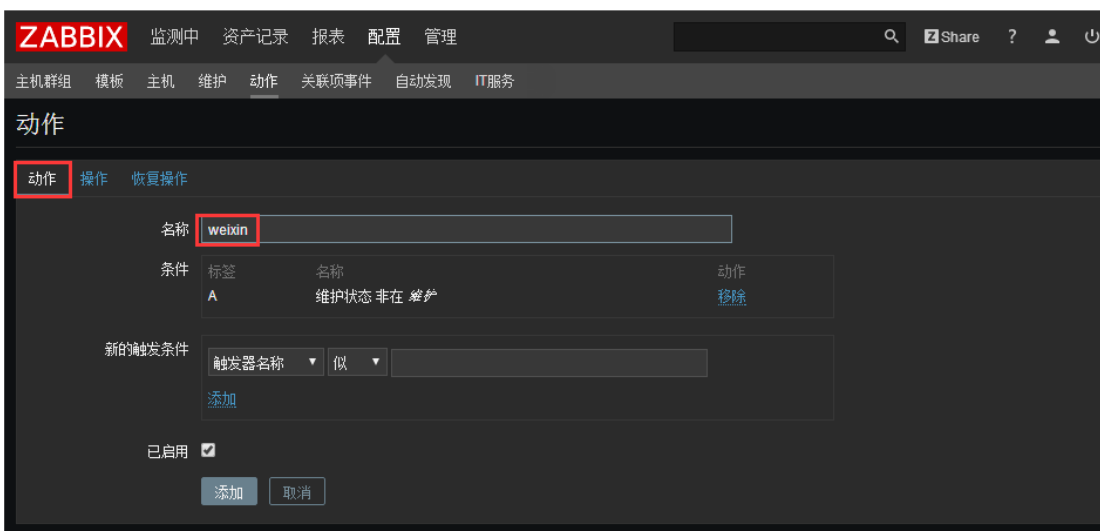 ZABBIX 监测中 资产记录 报表 配置 管理 Z Share ?
主机群组 模板 主机 维护 动作 关联项事件 自动发现 IT服务
动作
动作 操作 恢复操作
名称 weixin
条件 标签 名称 动作
A 维护状态 非在 维护 移除
新的触发条件 触发器名称 似
添加
已启用
添加 取消